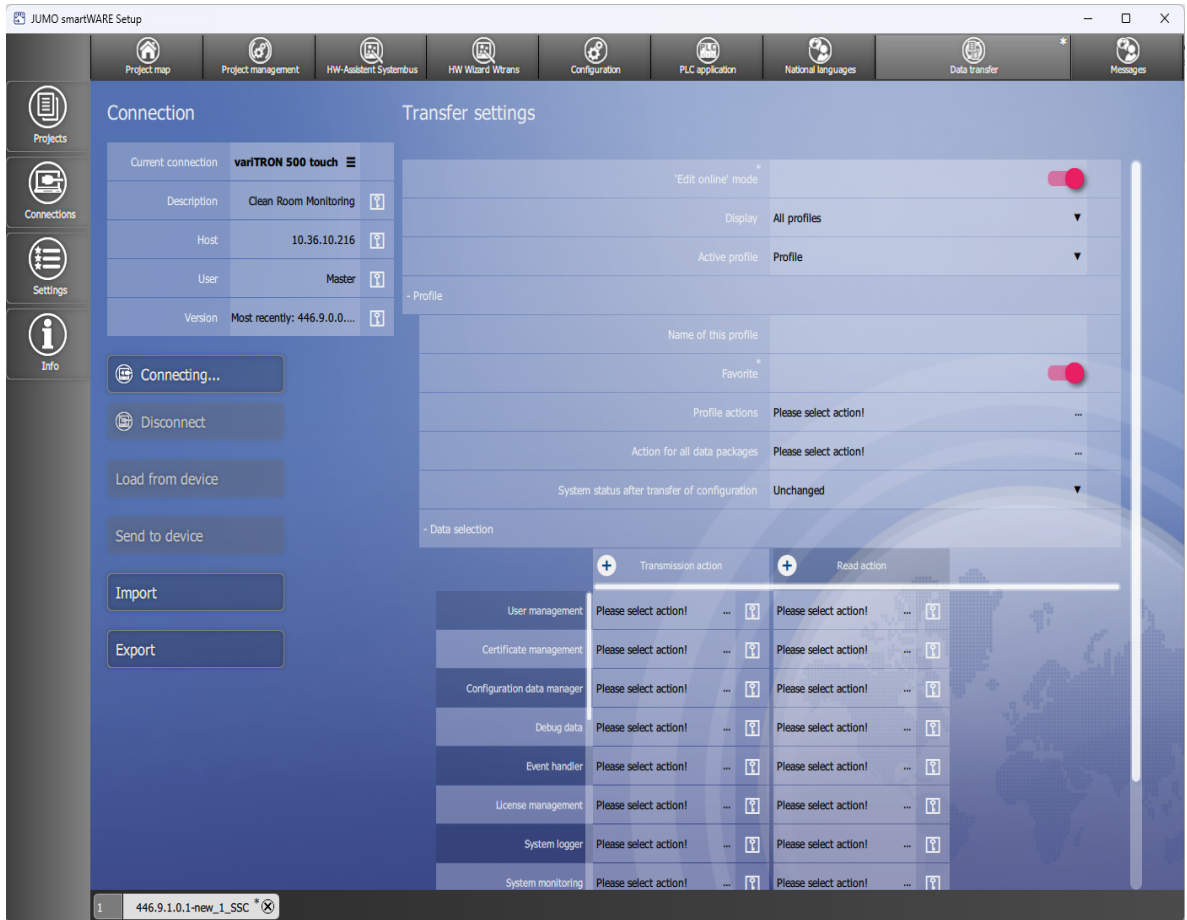 JUMO smartWARE Setup
Project map
Project management
HW-Assistent Systembus
HW Wizard Wtrans
Configuration
PLC
PLC application
National languages
Data transfer
*
Messages
Projects
Connections
Settings
Info
Connection
Current connection variTRON 500 touch
Description Clean Room Monitoring
Host 10.36.10.216
User Master
Version Most recently: 446.9.0.0....
Connecting...
Disconnect
Load from device
Send to device
Import
Export
Transfer settings
'Edit online' mode *
Display All profiles
Active profile Profile
- Profile
Name of this profile
Favorite *
Profile actions Please select action! ...
Action for all data packages Please select action! ...
System status after transfer of configuration Unchanged
- Data selection
+ Transmission action + Read action
User management Please select action! ... Please select action! ...
Certificate management Please select action! ... Please select action! ...
Configuration data manager Please select action! ... Please select action! ...
Debug data Please select action! ... Please select action! ...
Event handler Please select action! ... Please select action! ...
License management Please select action! ... Please select action! ...
System logger Please select action! ... Please select action! ...
System monitoring Please select action! ... Please select action! ...
1 446.9.1.0.1-new_1_SSC *